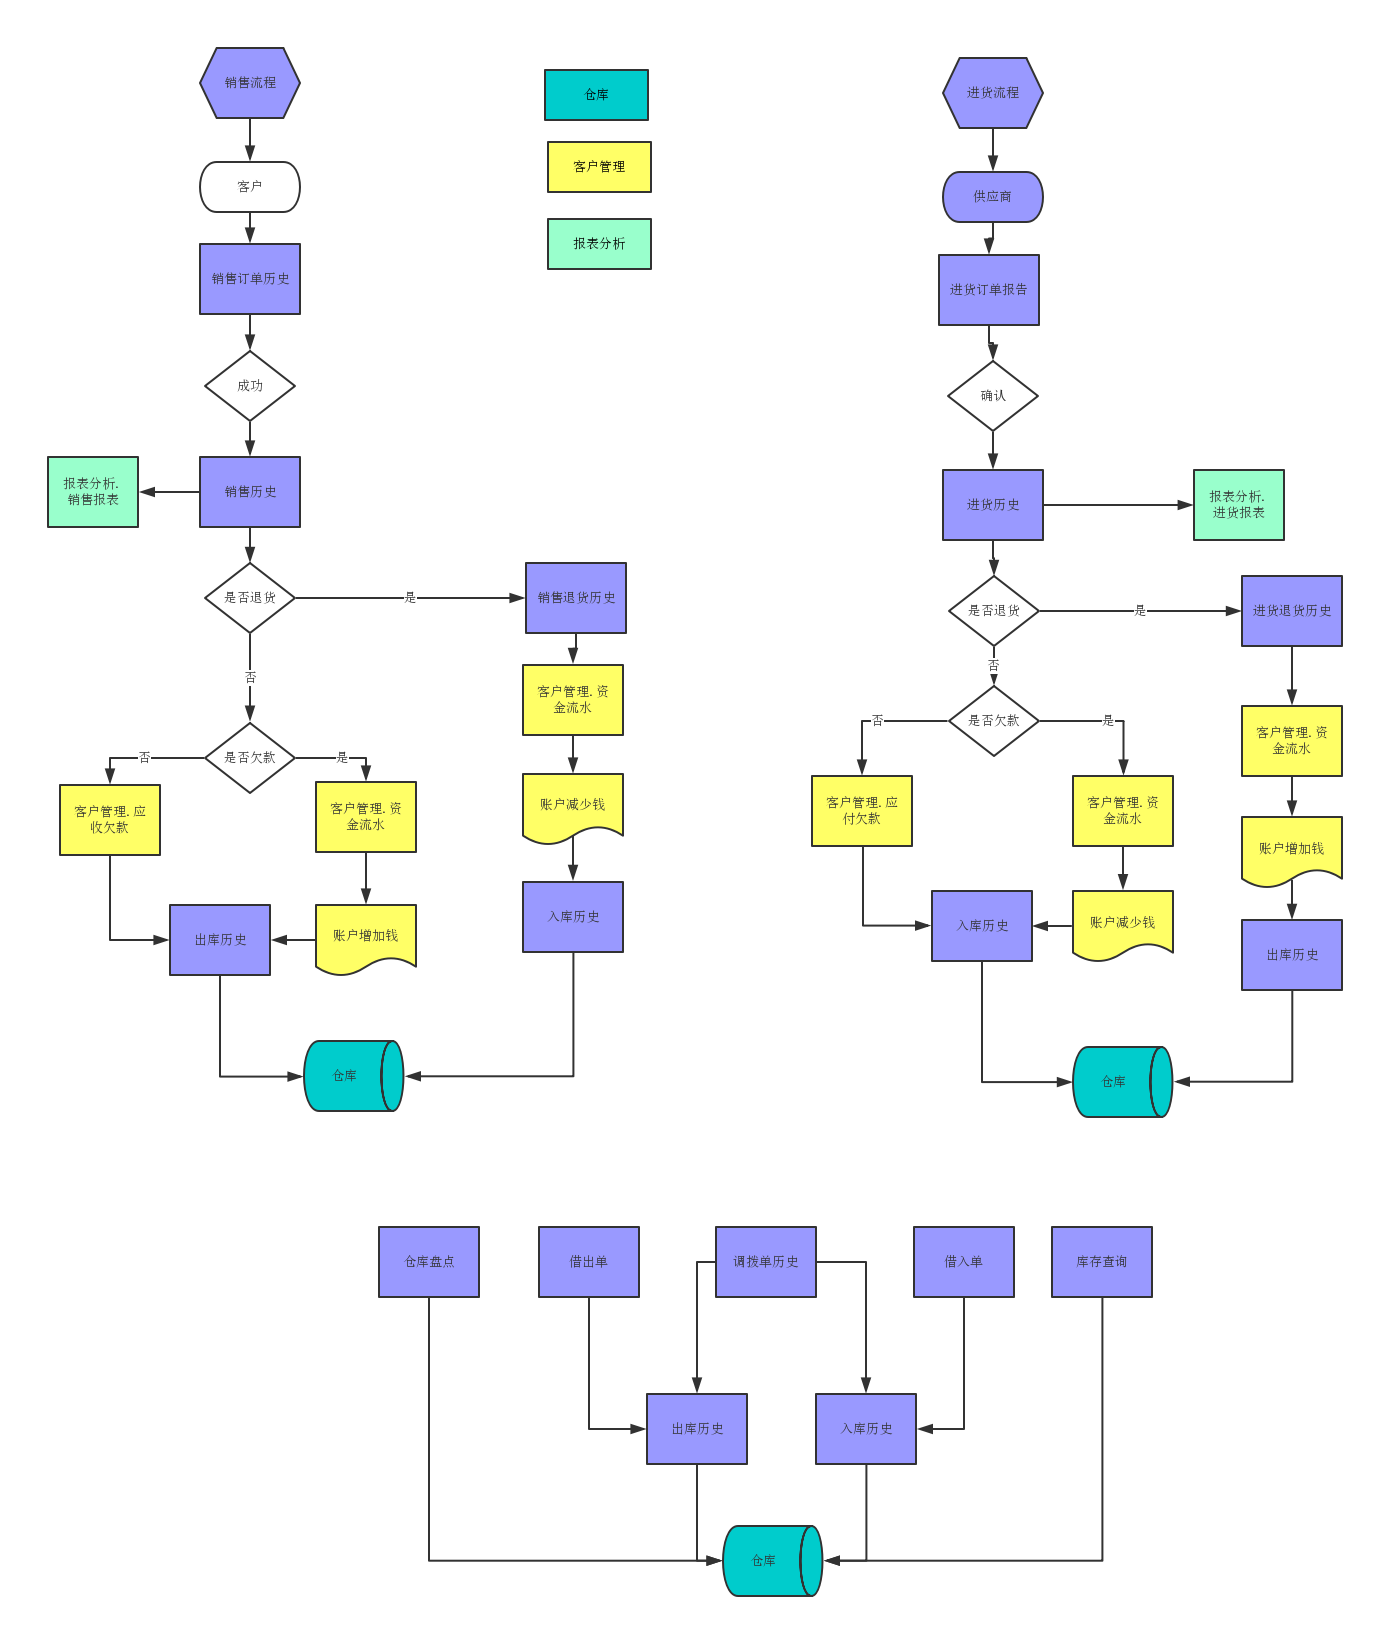 销售流程
客户
销售订单历史
成功
报表分析.
销售报表
销售历史
是否退货
是
销售退货历史
否
客户管理.资
金流水
是否欠款
否
是
客户管理.应
收欠款
客户管理.资
金流水
账户减少钱
出库历史
账户增加钱
入库历史
仓库
仓库
客户管理
报表分析
进货流程
供应商
进货订单报告
确认
进货历史
报表分析.
进货报表
是否退货
是
进货退货历史
否
是否欠款
否
是
客户管理.资
金流水
客户管理.应
付欠款
客户管理.资
金流水
账户增加钱
入库历史
账户减少钱
出库历史
仓库
仓库盘点
借出单
调拨单历史
借入单
库存查询
出库历史
入库历史
仓库